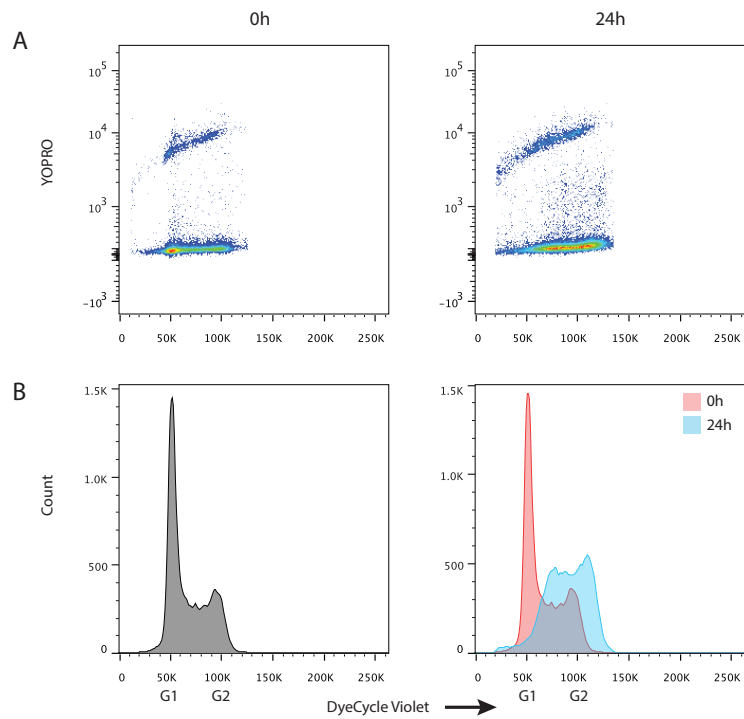 0h 24h
A
10^5 10^5
10^4 10^4
YOPRO
10^3 10^3
-10^3 -10^3
0 50K 100K 150K 200K 250K 0 50K 100K 150K 200K 250K
B
1.5K 1.5K
0h
24h
1.0K 1.0K
Count
500 500
0 0
0 50K 100K 150K 200K 250K 0 50K 100K 150K 200K 250K
G1 G2 G1 G2
DyeCycle Violet